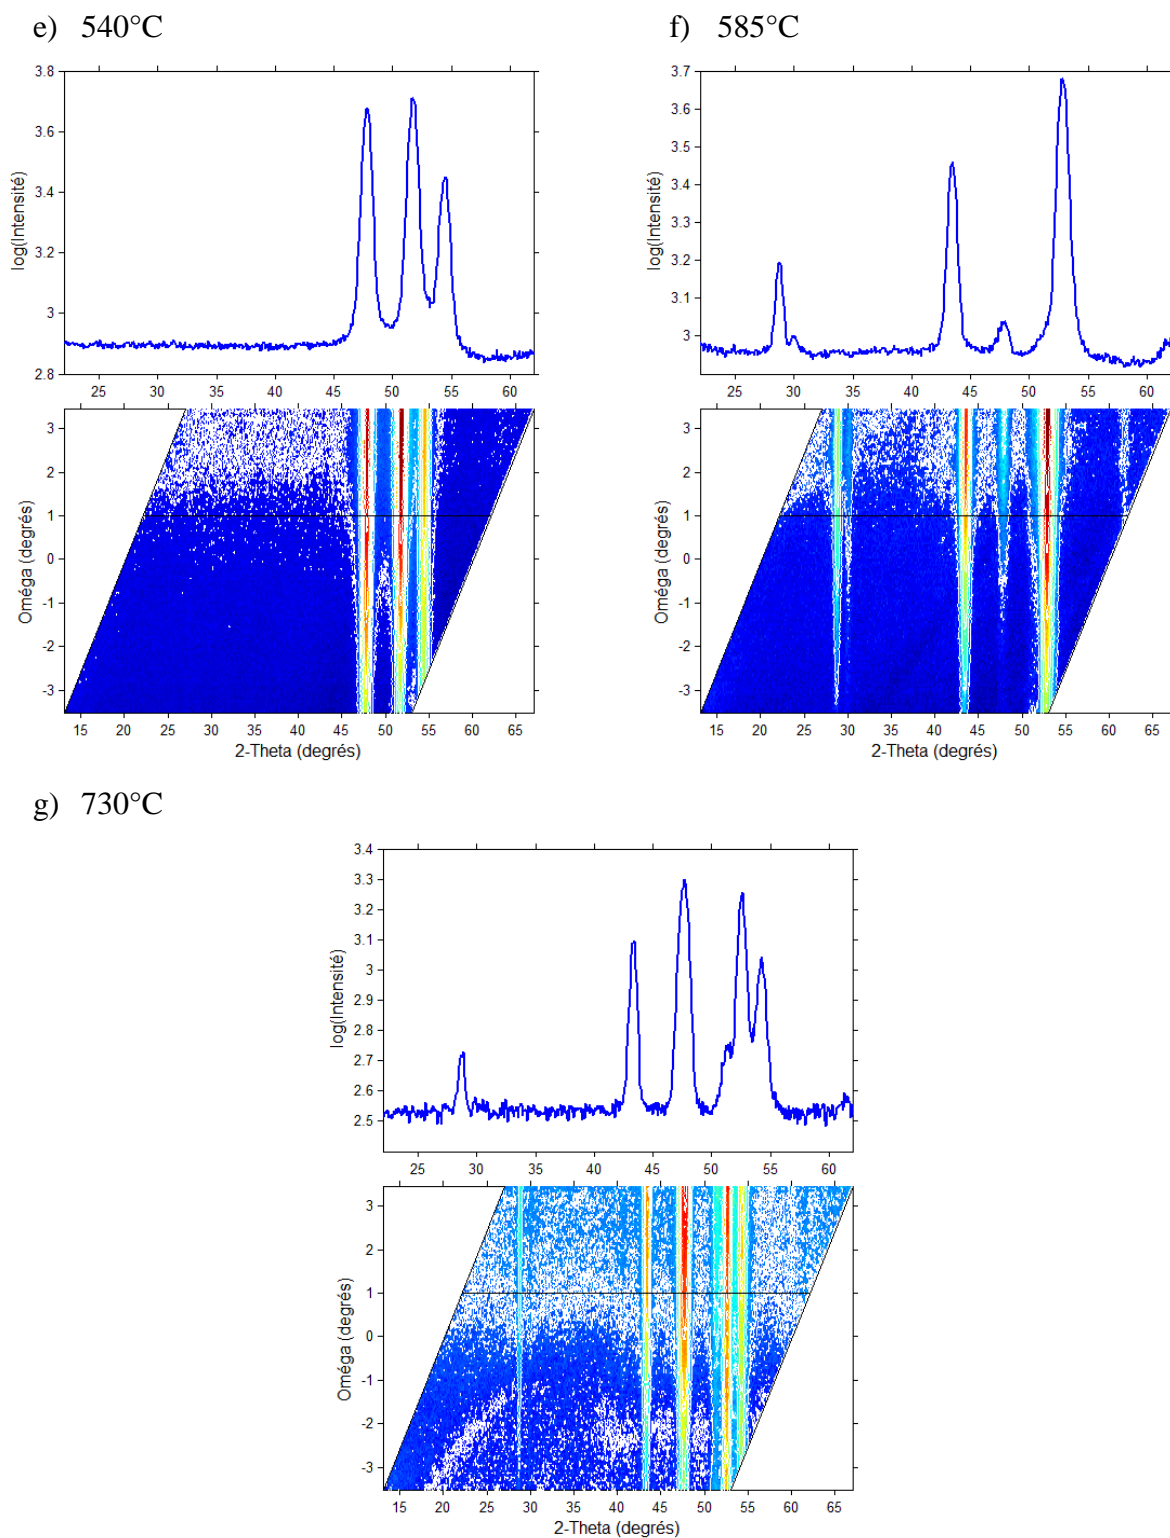 e) 540°C
f) 585°C
3.8
3.6
3.4
3.2
3
2.8
log(Intensité)
25 30 35 40 45 50 55 60
3
2
1
0
-1
-2
-3
Oméga (degrés)
15 20 25 30 35 40 45 50 55 60 65
2-Theta (degrés)
3.7
3.6
3.5
3.4
3.3
3.2
3.1
3
log(Intensité)
25 30 35 40 45 50 55 60
3
2
1
0
-1
-2
-3
Oméga (degrés)
15 20 25 30 35 40 45 50 55 60 65
2-Theta (degrés)
g) 730°C
3.4
3.3
3.2
3.1
3
2.9
2.8
2.7
2.6
2.5
log(Intensité)
25 30 35 40 45 50 55 60
3
2
1
0
-1
-2
-3
Oméga (degrés)
15 20 25 30 35 40 45 50 55 60 65
2-Theta (degrés)